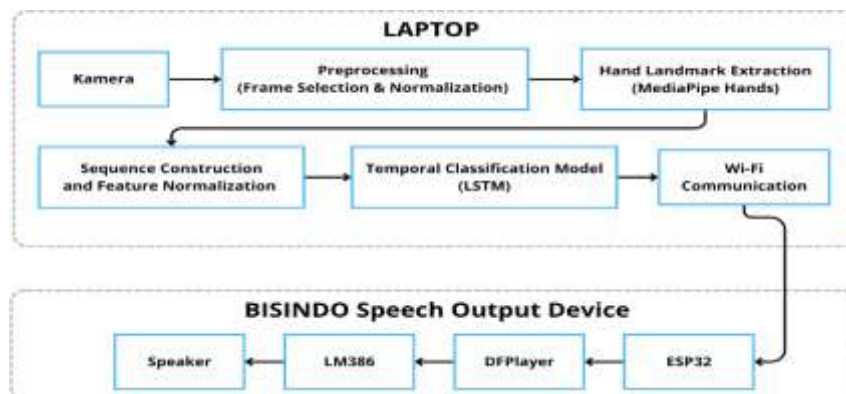 LAPTOP
Kamera
Preprocessing
(Frame Selection & Normalization)
Hand Landmark Extraction
(MediaPipe Hands)
Sequence Construction
and Feature Normalization
Temporal Classification Model
(LSTM)
Wi-Fi
Communication
BISINDO Speech Output Device
Speaker
LM386
DFPlayer
ESP32